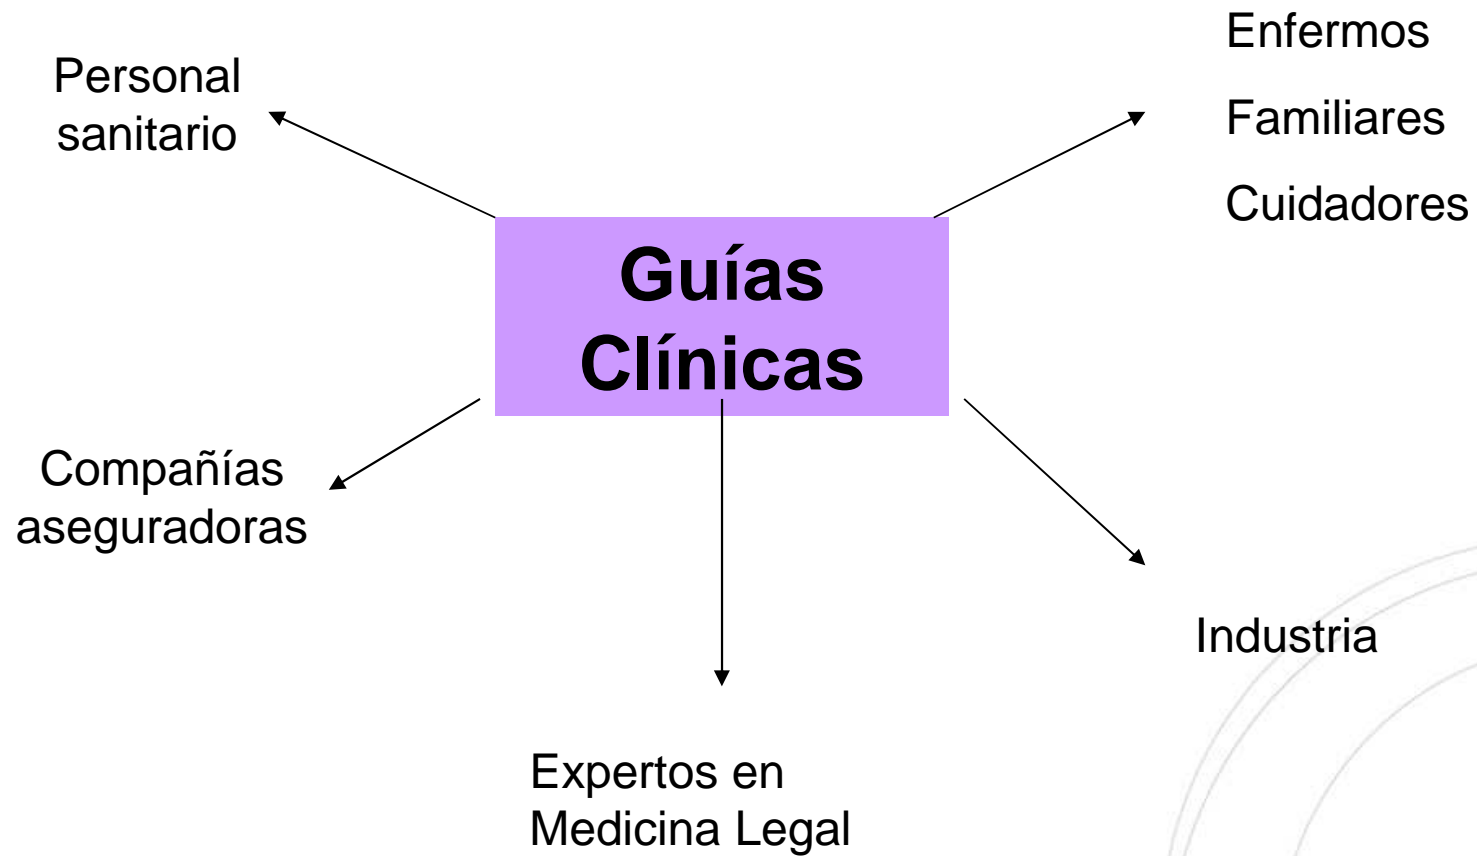 Personal
sanitario
Enfermos
Familiares
Cuidadores
Guías
Clínicas
Compañías
aseguradoras
Industria
Expertos en
Medicina Legal